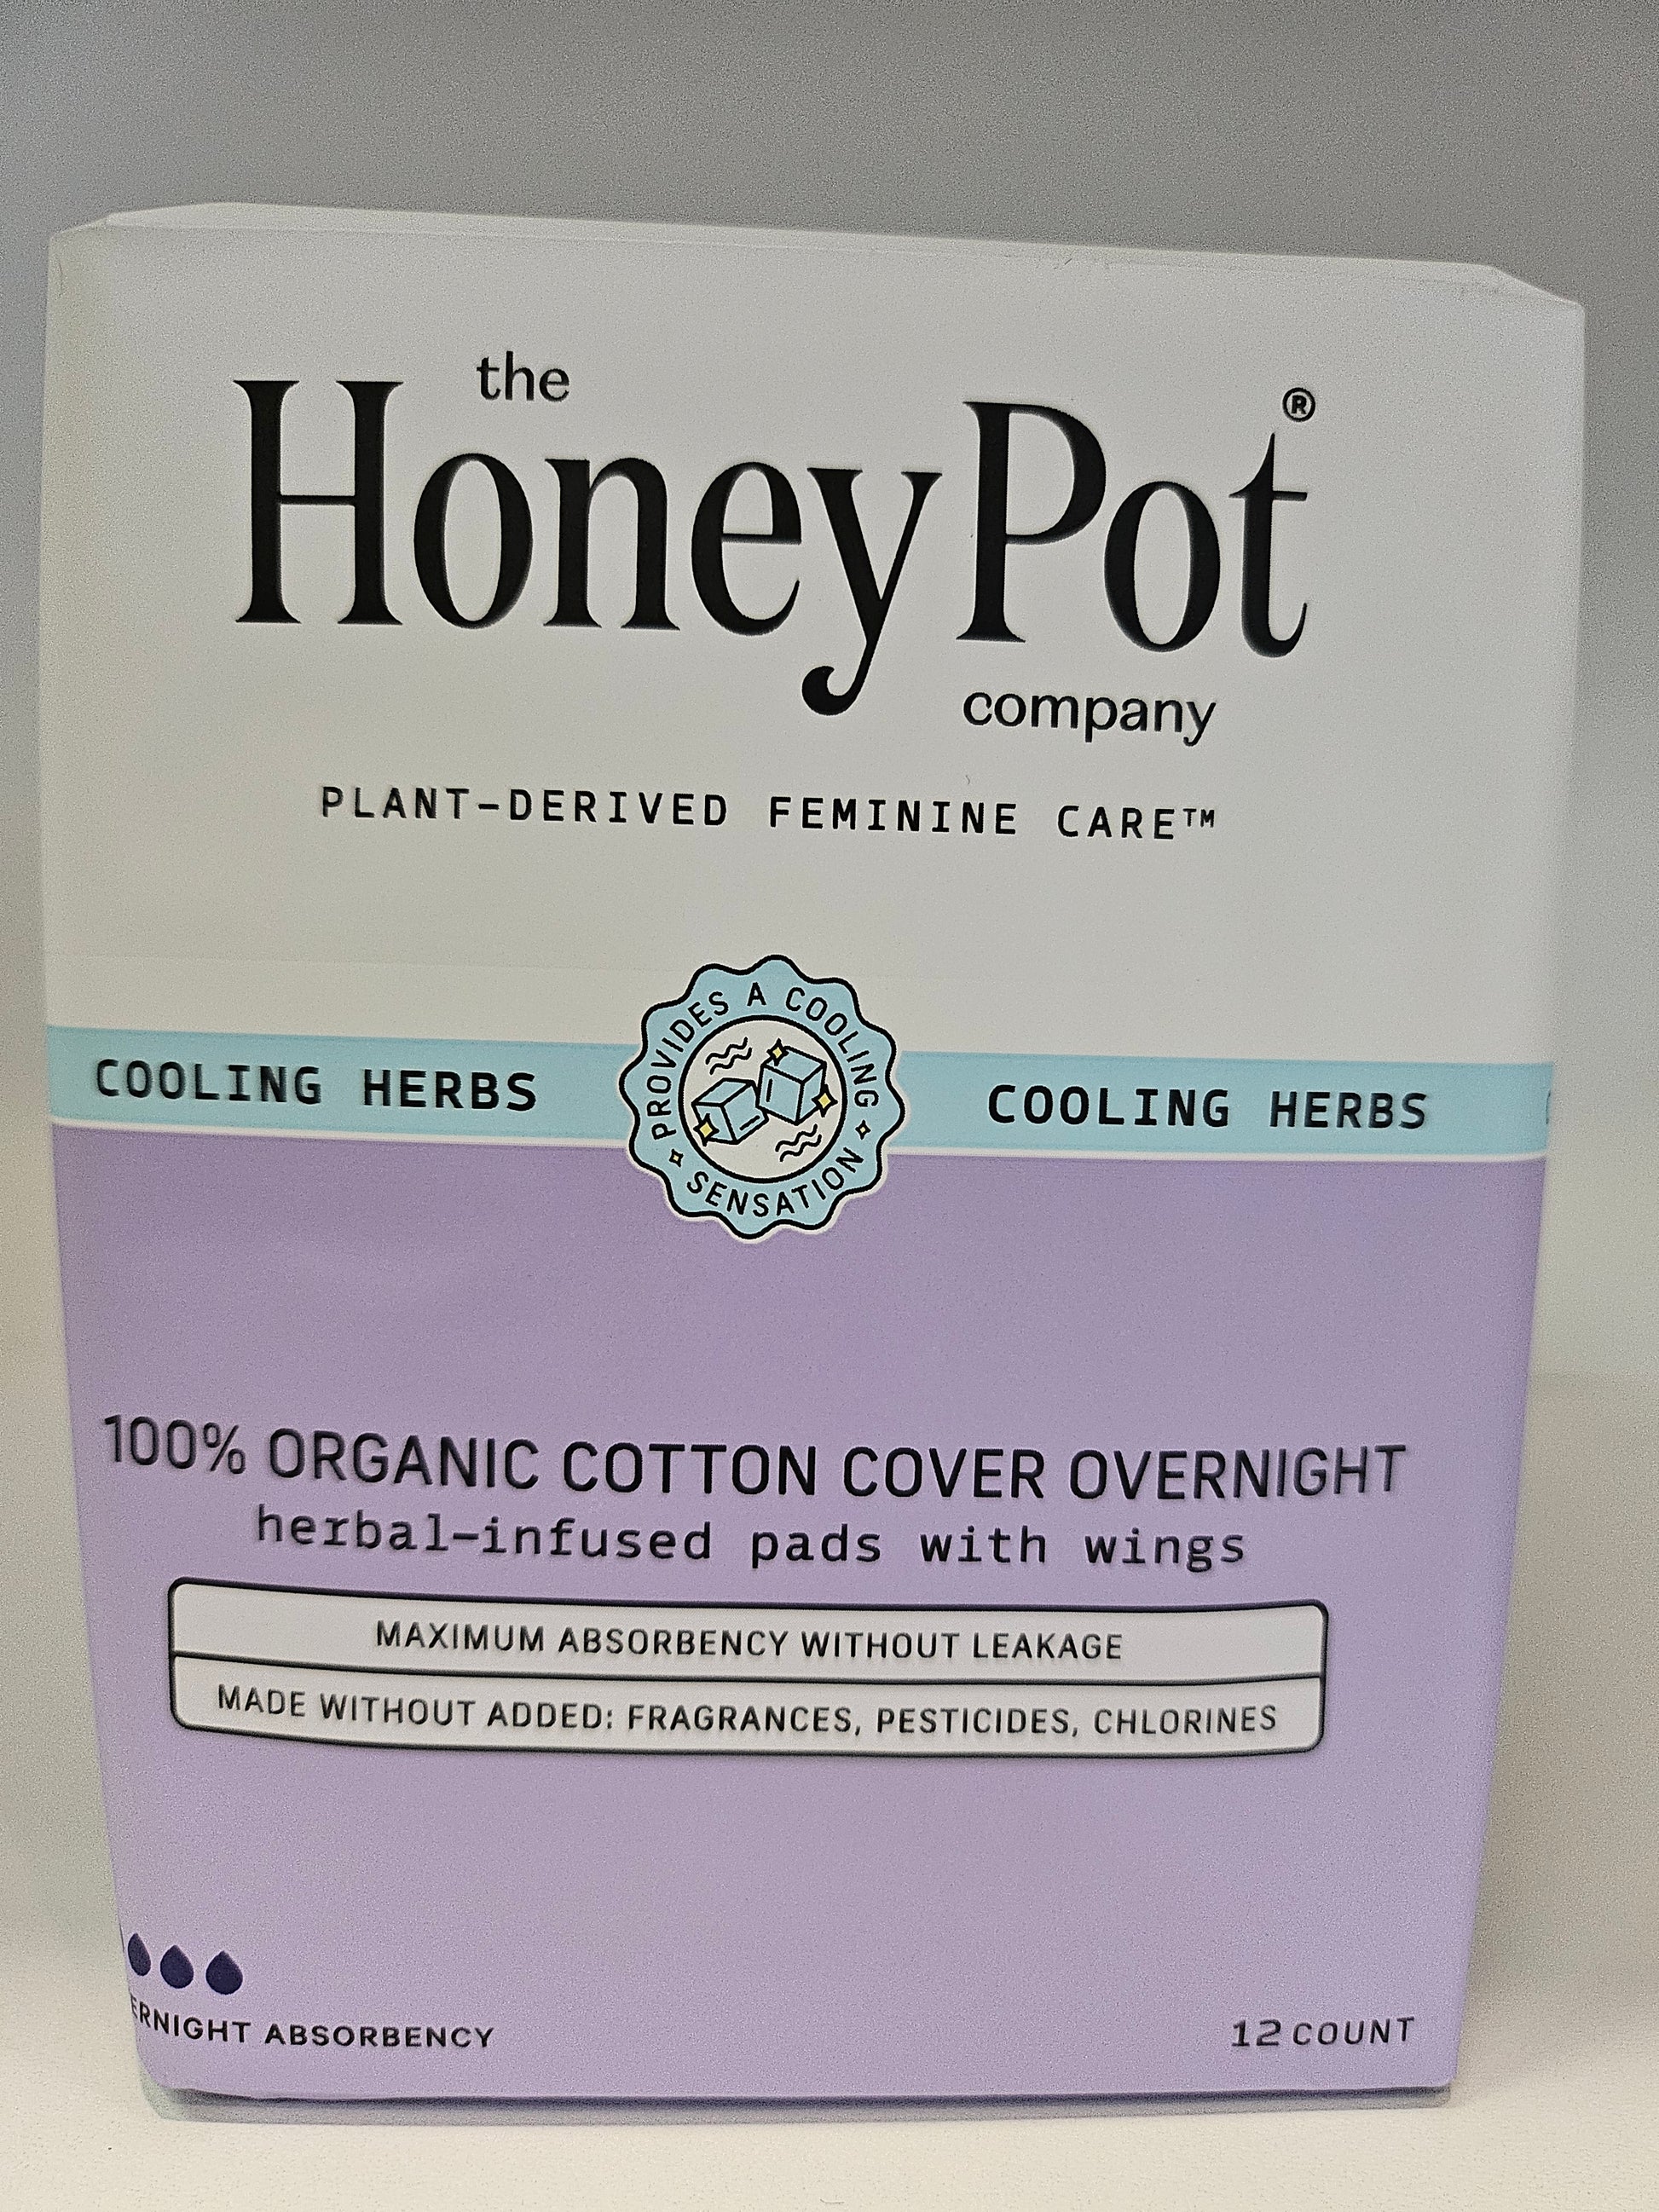 the
HoneyPot®
company
PLANT-DERIVED FEMININE CARE™
COOLING HERBS
PROVIDES A COOLING SENSATION
COOLING HERBS
100% ORGANIC COTTON COVER OVERNIGHT
herbal-infused pads with wings
MAXIMUM ABSORBENCY WITHOUT LEAKAGE
MADE WITHOUT ADDED: FRAGRANCES, PESTICIDES, CHLORINES
ERNIGHT ABSORBENCY
12 COUNT